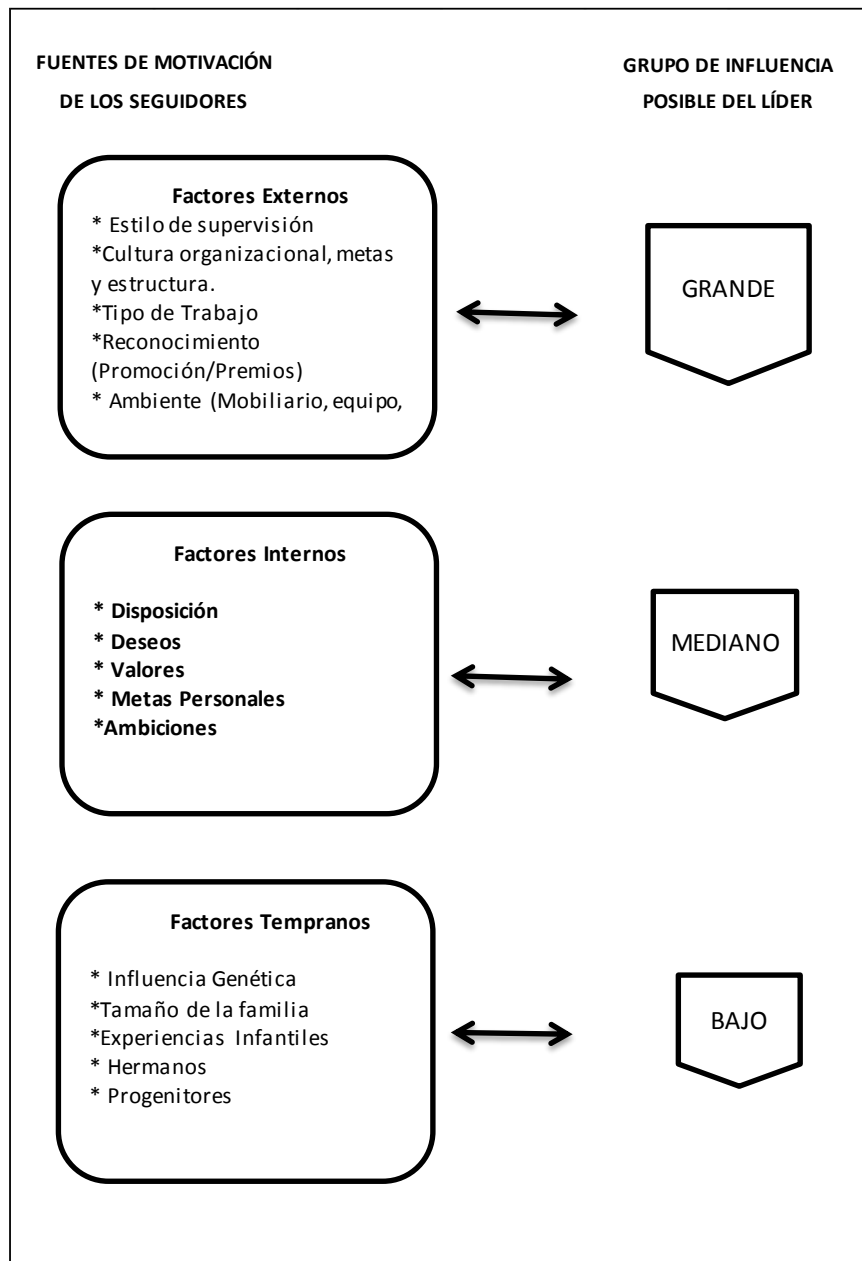 FUENTES DE MOTIVACIÓN
DE LOS SEGUIDORES
GRUPO DE INFLUENCIA
POSIBLE DEL LÍDER
Factores Externos
* Estilo de supervisión
*Cultura organizacional, metas
y estructura.
*Tipo de Trabajo
*Reconocimiento
(Promoción/Premios)
* Ambiente (Mobiliario, equipo,
GRANDE
Factores Internos
* Disposición
* Deseos
* Valores
* Metas Personales
*Ambiciones
MEDIANO
Factores Tempranos
* Influencia Genética
*Tamaño de la familia
*Experiencias Infantiles
* Hermanos
* Progenitores
BAJO